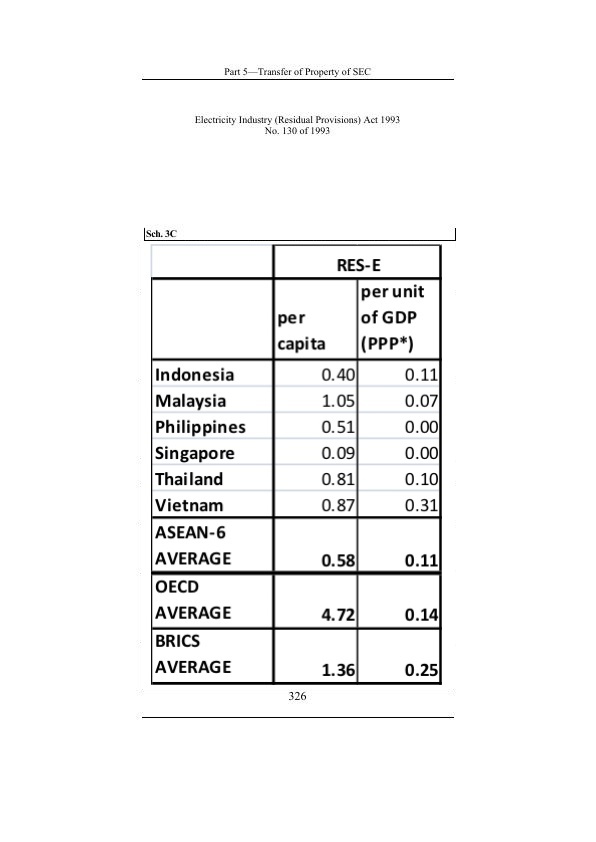 Part 5—Transfer of Property of SEC
Electricity Industry (Residual Provisions) Act 1993
No. 130 of 1993
Sch. 3C
RES-E
per capita
per unit of GDP (PPP*)
Indonesia 0.40 0.11
Malaysia 1.05 0.07
Philippines 0.51 0.00
Singapore 0.09 0.00
Thailand 0.81 0.10
Vietnam 0.87 0.31
ASEAN-6
AVERAGE 0.58 0.11
OECD
AVERAGE 4.72 0.14
BRICS
AVERAGE 1.36 0.25
326